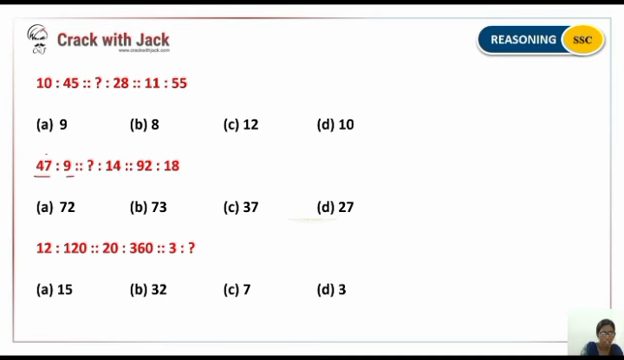 Crack with Jack
www.crackwithjack.com
REASONING SSC
10 : 45 :: ? : 28 :: 11 : 55
(a) 9 (b) 8 (c) 12 (d) 10
47 : 9 :: ? : 14 :: 92 : 18
(a) 72 (b) 73 (c) 37 (d) 27
12 : 120 :: 20 : 360 :: 3 : ?
(a) 15 (b) 32 (c) 7 (d) 3